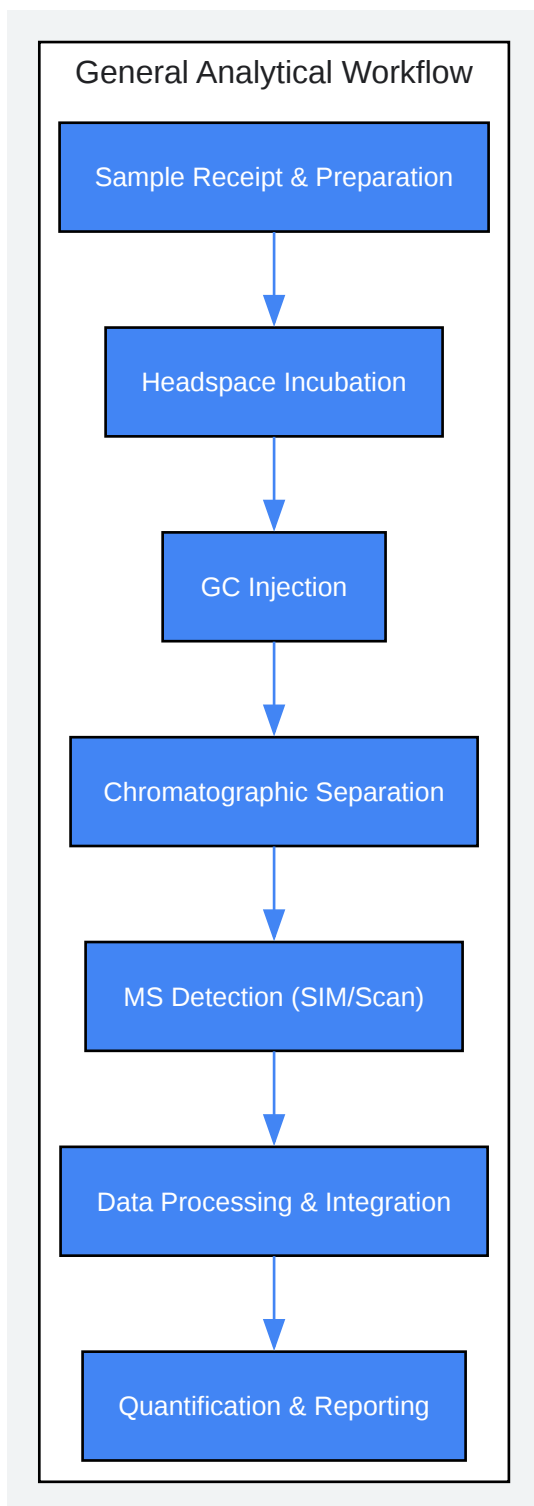 General Analytical Workflow
Sample Receipt & Preparation
Headspace Incubation
GC Injection
Chromatographic Separation
MS Detection (SIM/Scan)
Data Processing & Integration
Quantification & Reporting